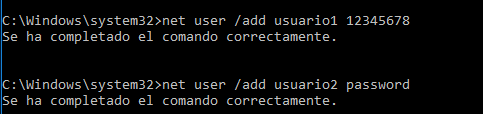 C:\Windows\system32>net user /add usuario1 12345678
Se ha completado el comando correctamente.
C:\Windows\system32>net user /add usuario2 password
Se ha completado el comando correctamente.